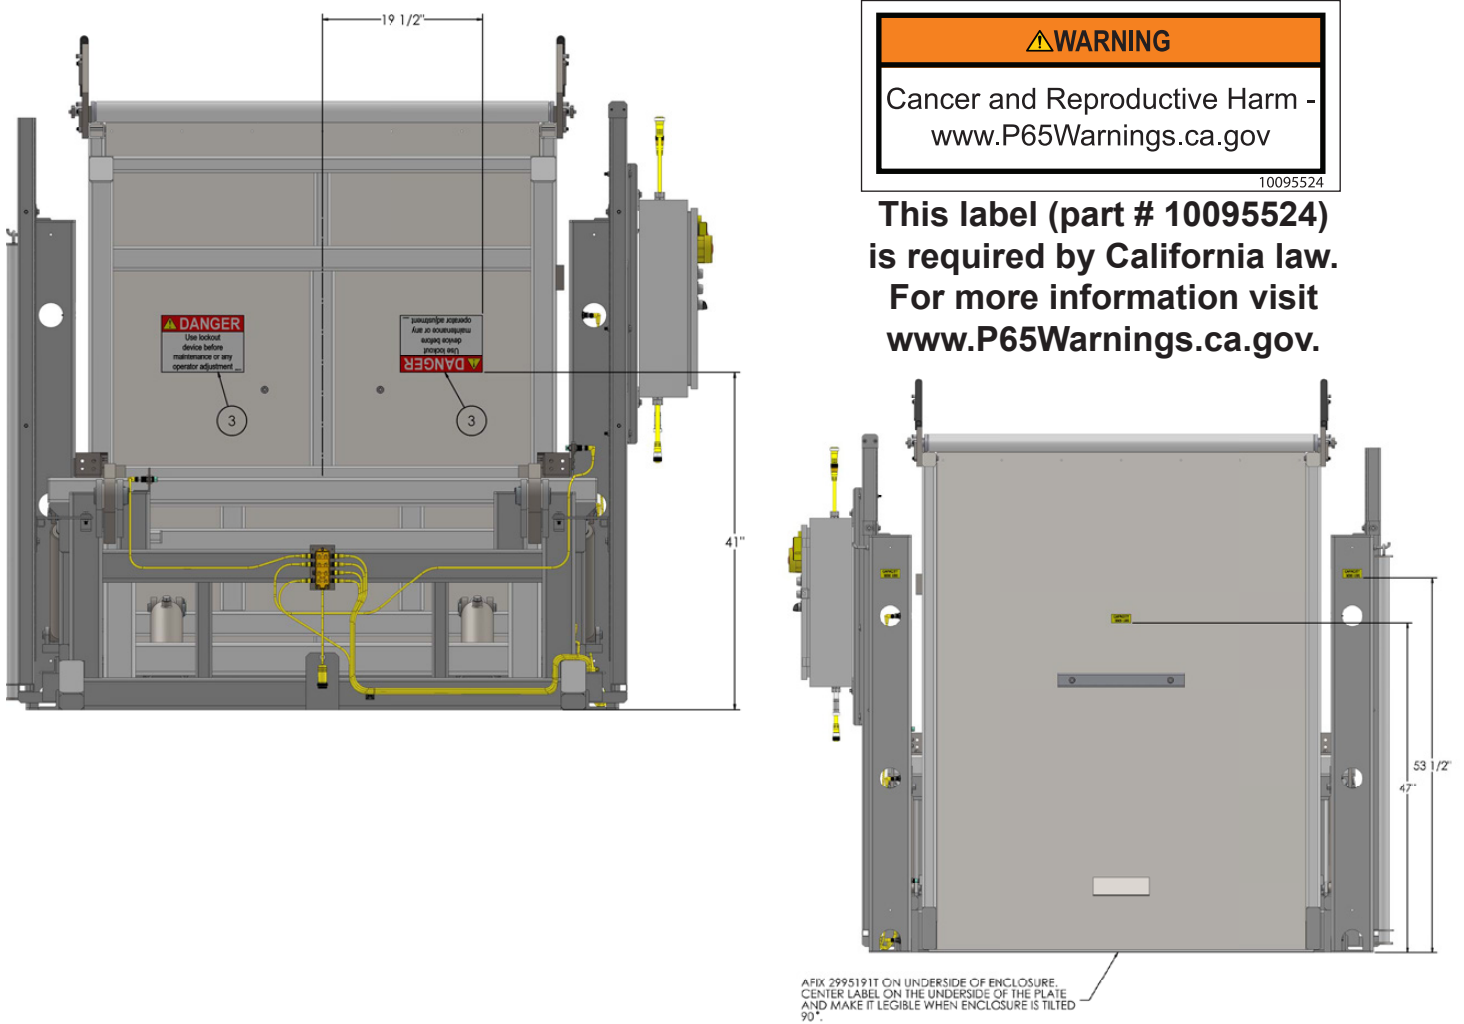 19 1/2"
DANGER
Use lockout
device before
maintenance or any
operator adjustment
DANGER
Use lockout
device before
maintenance or any
operator adjustment
3
3
41"
WARNING
Cancer and Reproductive Harm -
www.P65Warnings.ca.gov
10095524
This label (part # 10095524)
is required by California law.
For more information visit
www.P65Warnings.ca.gov.
CAPACITY
CAPACITY
CAPACITY
53 1/2"
47"
AFIX 2995191T ON UNDERSIDE OF ENCLOSURE.
CENTER LABEL ON THE UNDERSIDE OF THE PLATE
AND MAKE IT LEGIBLE WHEN ENCLOSURE IS TILTED
90°.